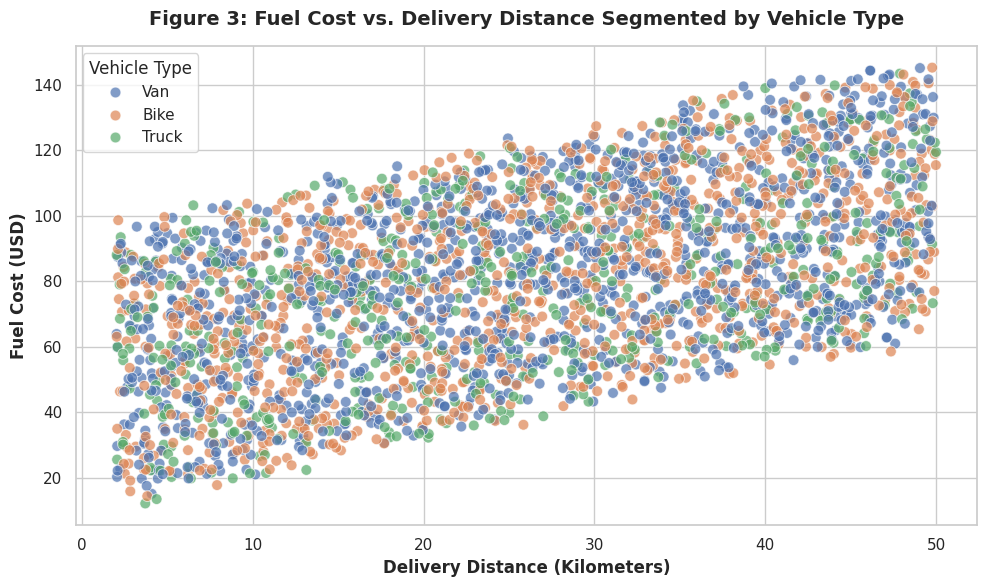 Figure 3: Fuel Cost vs. Delivery Distance Segmented by Vehicle Type
Vehicle Type
Van
Bike
Truck
Fuel Cost (USD)
140
120
100
80
60
40
20
0 10 20 30 40 50
Delivery Distance (Kilometers)